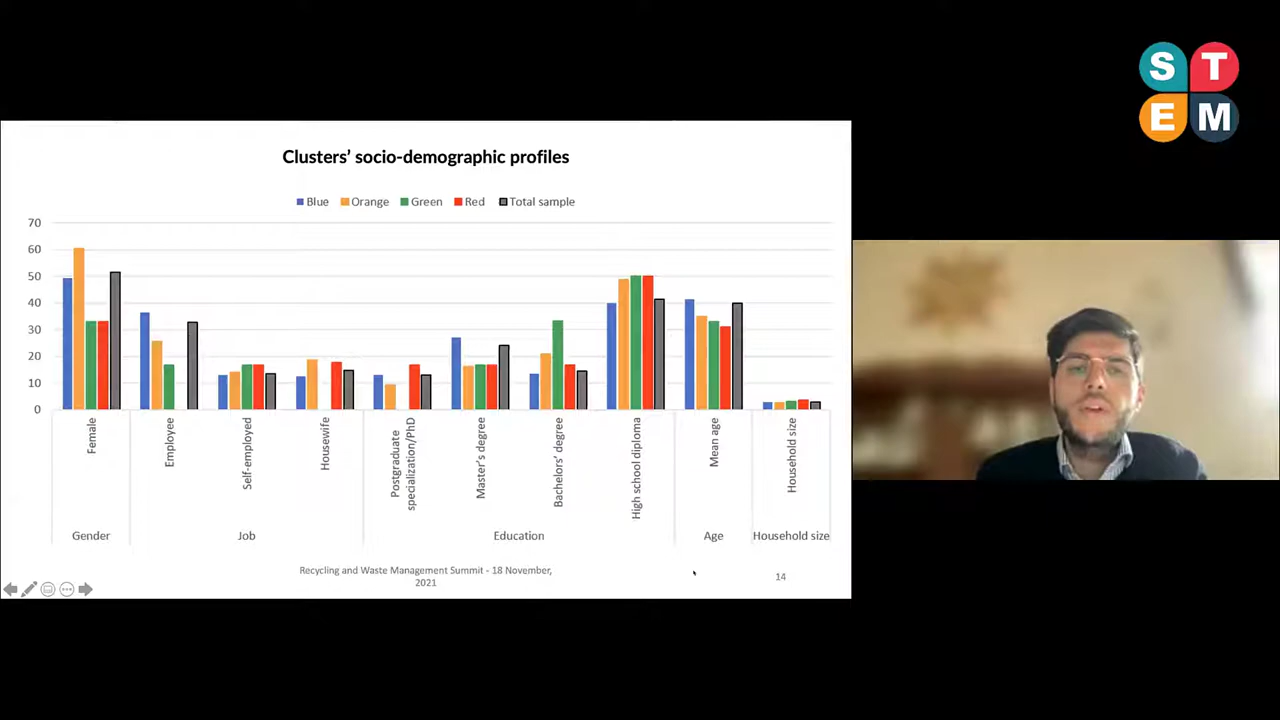 S T
E M
Clusters' socio-demographic profiles
Blue Orange Green Red Total sample
70
60
50
40
30
20
10
0
Female
Employee
Self-employed
Housewife
Postgraduate
specialization/PhD
Master's degree
Bachelors' degree
High school diploma
Mean age
Household size
Gender Job Education Age Household size
Recycling and Waste Management Summit - 18 November,
2021
14